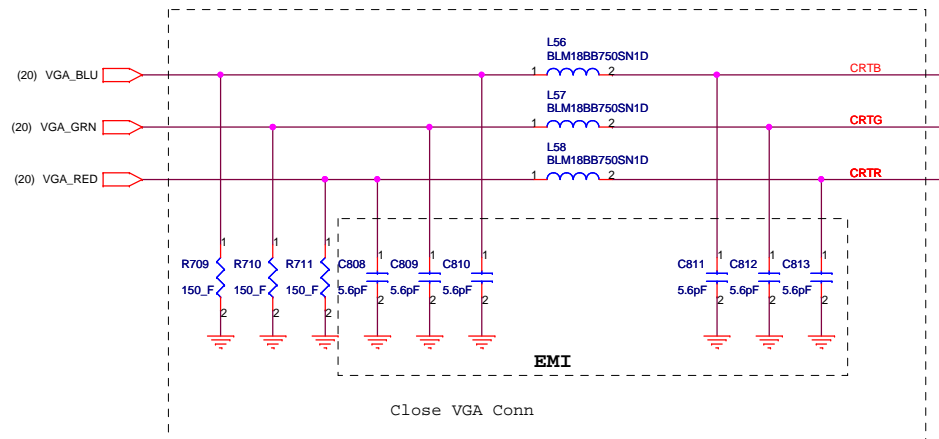 L56
BLM18BB750SN1D
(20) VGA_BLU
1
2
CRTB
L57
BLM18BB750SN1D
(20) VGA_GRN
1
2
CRTG
L58
BLM18BB750SN1D
(20) VGA_RED
1
2
CRTR
1 1 1 1 1 1 1 1 1
R709 R710 R711 C808 C809 C810 C811 C812 C813
150_F 150_F 150_F 5.6pF 5.6pF 5.6pF 5.6pF 5.6pF 5.6pF
2 2 2 2 2 2 2 2 2
EMI
Close VGA Conn